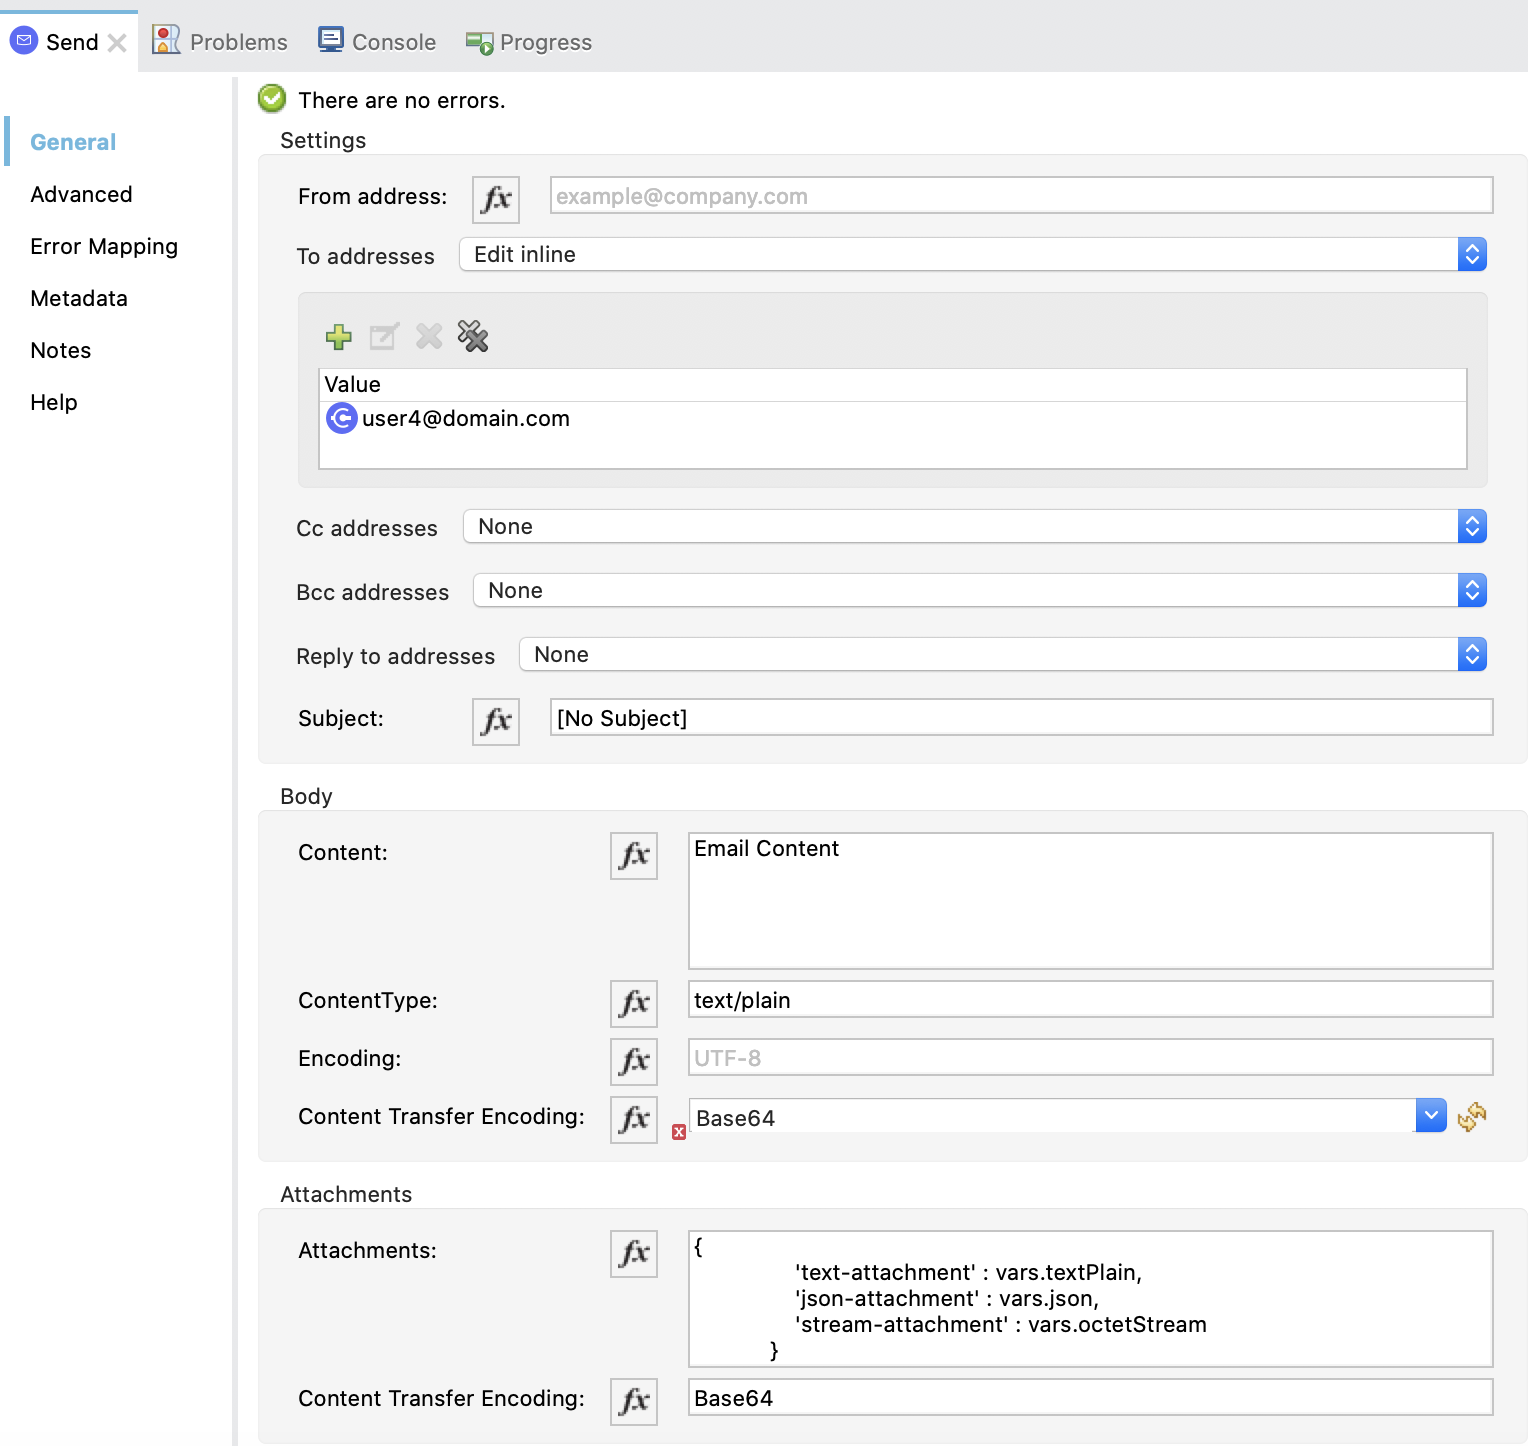 Send
Problems
Console
Progress
General
Advanced
Error Mapping
Metadata
Notes
Help
There are no errors.
Settings
From address: fx example@company.com
To addresses Edit inline
Value
user4@domain.com
Cc addresses None
Bcc addresses None
Reply to addresses None
Subject: fx [No Subject]
Body
Content: fx Email Content
ContentType: fx text/plain
Encoding: fx UTF-8
Content Transfer Encoding: fx Base64
Attachments
Attachments: fx {
'text-attachment' : vars.textPlain,
'json-attachment' : vars.json,
'stream-attachment' : vars.octetStream
}
Content Transfer Encoding: fx Base64